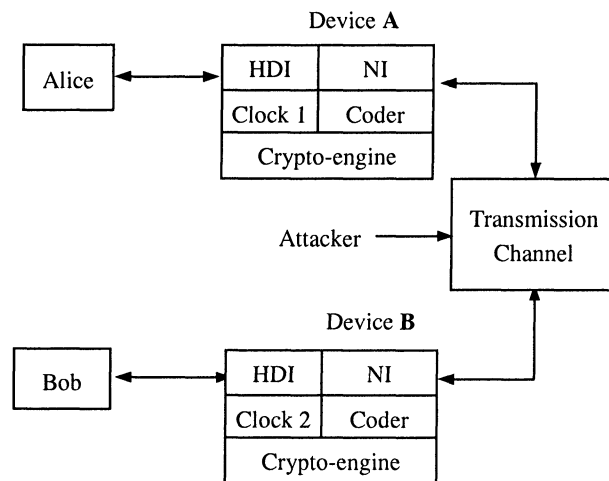 Device A
Alice
HDI
NI
Clock 1
Coder
Crypto-engine
Attacker
Transmission
Channel
Device B
Bob
HDI
NI
Clock 2
Coder
Crypto-engine